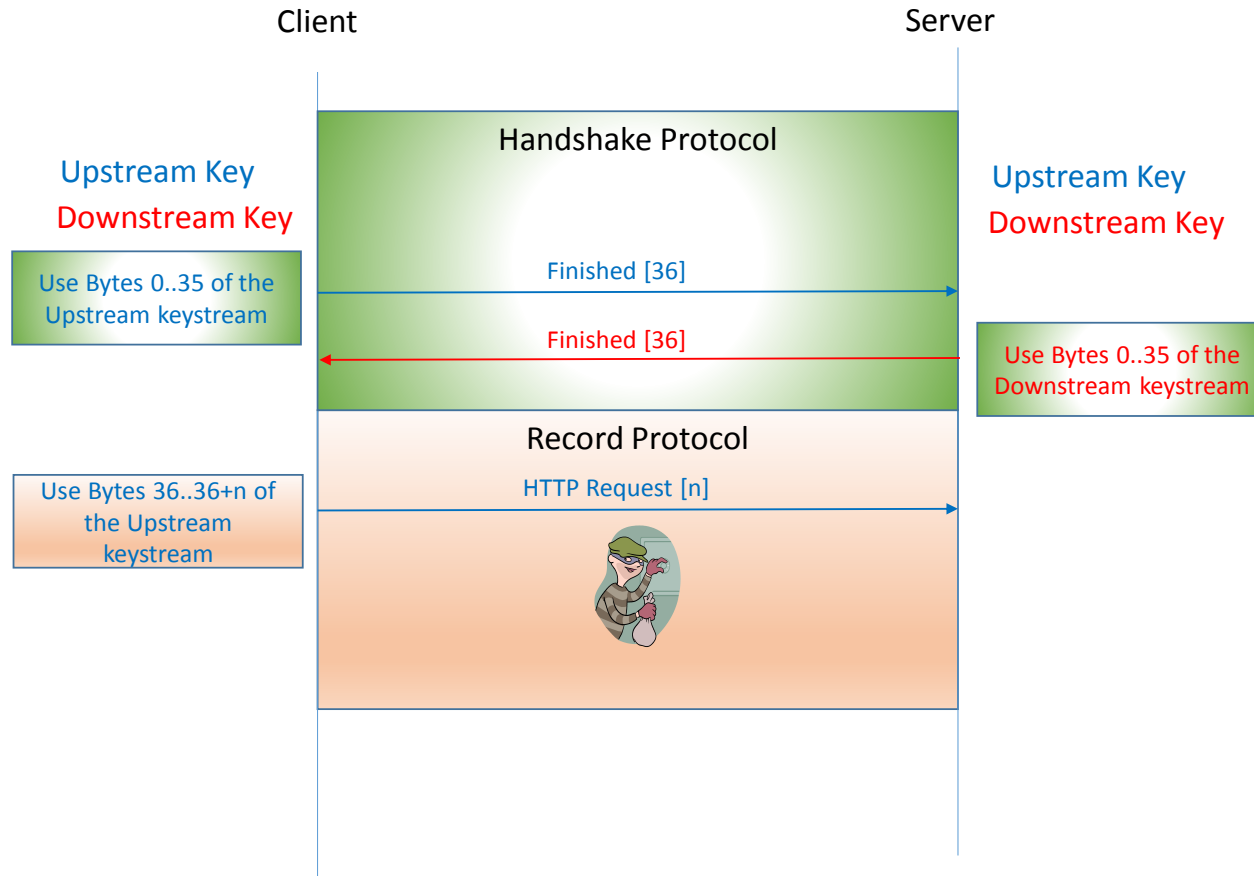 Client
Server
Handshake Protocol
Upstream Key
Downstream Key
Upstream Key
Downstream Key
Use Bytes 0..35 of the
Upstream keystream
Finished [36]
Finished [36]
Use Bytes 0..35 of the
Downstream keystream
Record Protocol
Use Bytes 36..36+n of
the Upstream
keystream
HTTP Request [n]